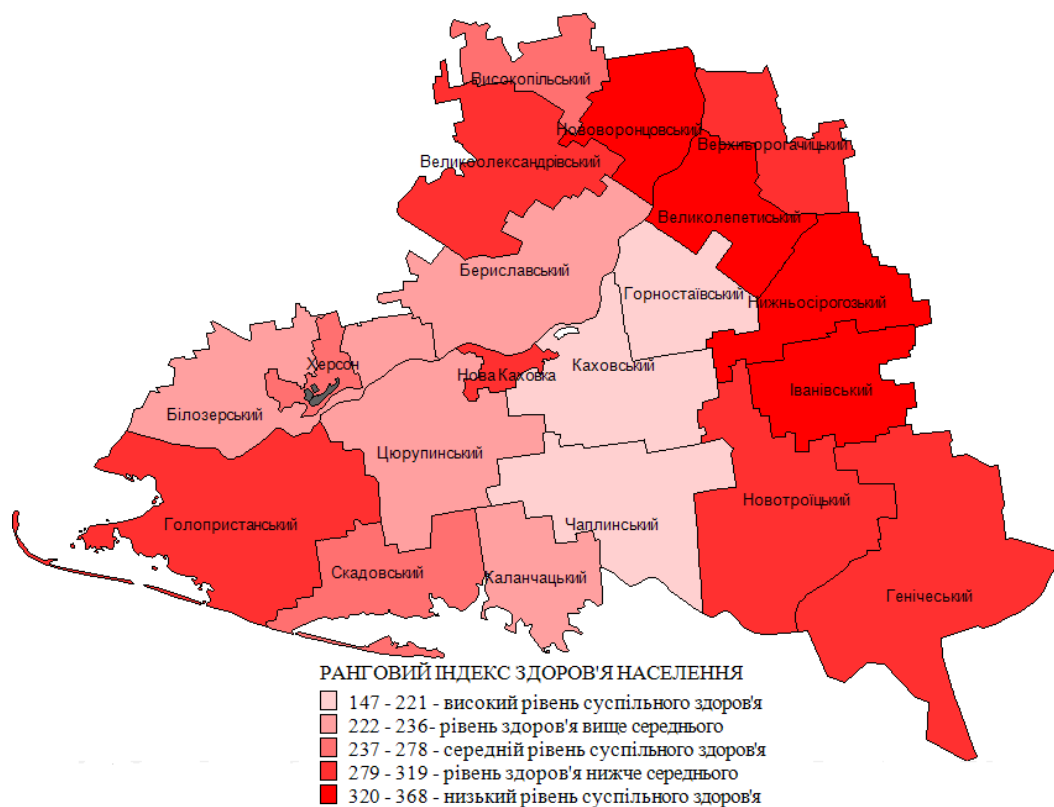 Високопільський
Нововоронцовський
Верхньорогачицький
Великоолександрівський
Великолепетиський
Бериславський
Горностаївський
Нижньосірогозький
Херсон
Нова Каховка
Каховський
Іванівський
Білозерський
Цюрупинський
Новотроїцький
Голопристанський
Чаплинський
Скадовський
Каланчацький
Генічеський
РАНГОВИЙ ІНДЕКС ЗДОРОВ'Я НАСЕЛЕННЯ
147 - 221 - високий рівень суспільного здоров'я
222 - 236- рівень здоров'я вище середнього
237 - 278 - середній рівень суспільного здоров'я
279 - 319 - рівень здоров'я нижче середнього
320 - 368 - низький рівень суспільного здоров'я